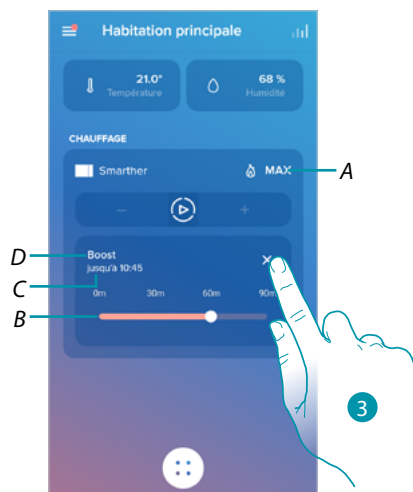 Habitation principale
21.0°
Température
68 %
Humidité
CHAUFFAGE
Smarther
MAX
A
− +
D
Boost
jusqu'à 10:45
C
0m 30m 60m 90m
B
3